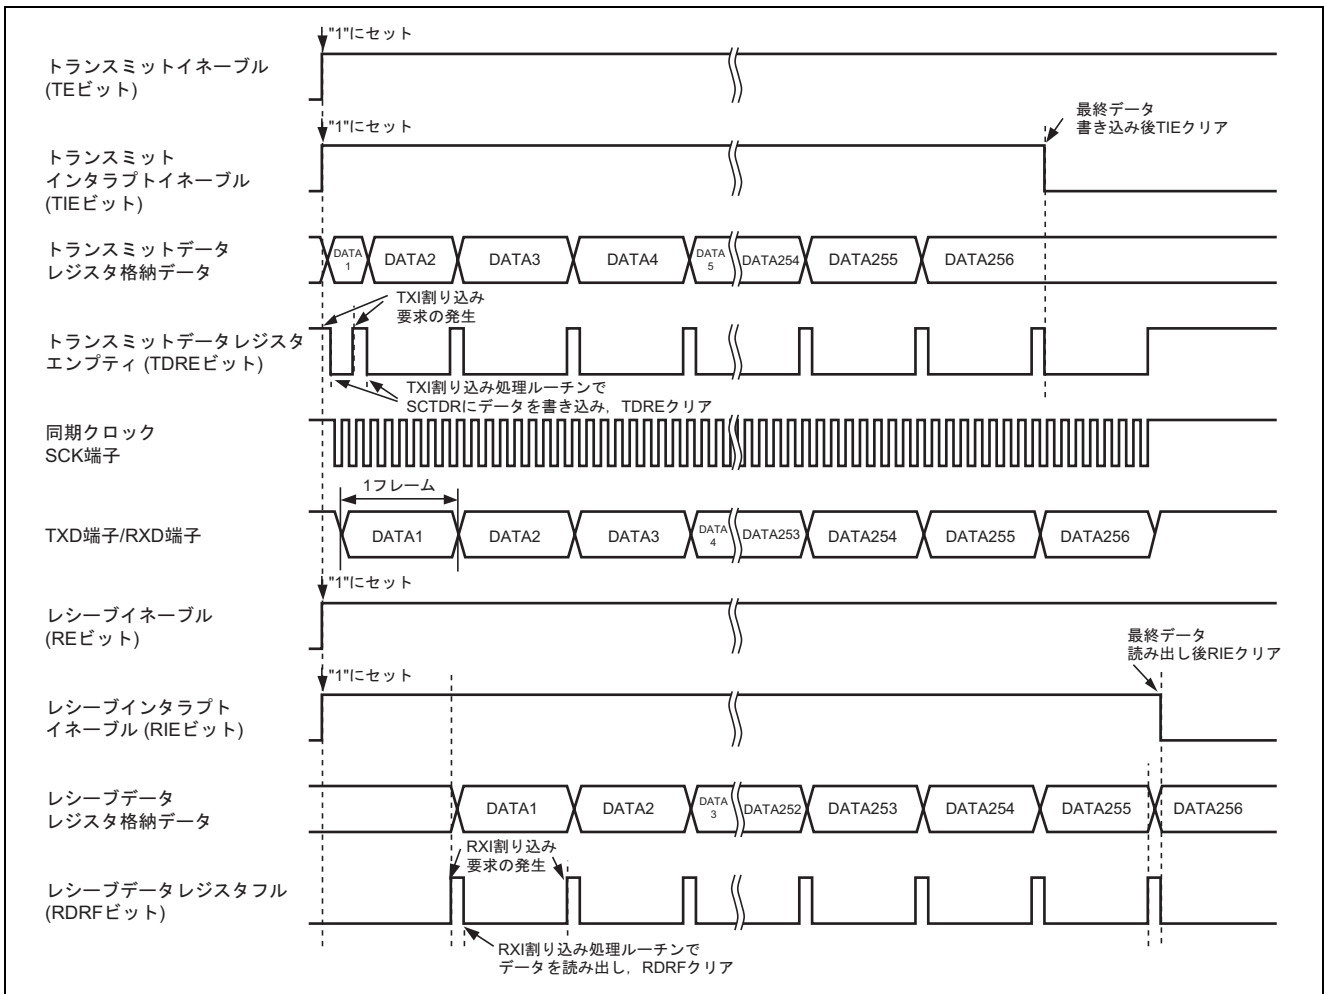 "1"にセット
トランスミットイネーブル
(TEビット)
最終データ
書き込み後TIEクリア
"1"にセット
トランスミット
インタラプトイネーブル
(TIEビット)
トランスミットデータ
レジスタ格納データ
DATA
1
DATA2
DATA3
DATA4
DATA
5
DATA254
DATA255
DATA256
TXI割り込み
要求の発生
トランスミットデータレジスタ
エンプティ (TDREビット)
TXI割り込み処理ルーチンで
SCTDRにデータを書き込み，TDREクリア
同期クロック
SCK端子
1フレーム
TXD端子/RXD端子
DATA1
DATA2
DATA3
DATA
4
DATA253
DATA254
DATA255
DATA256
"1"にセット
レシーブイネーブル
(REビット)
最終データ
読み出し後RIEクリア
"1"にセット
レシーブインタラプト
イネーブル (RIEビット)
レシーブデータ
レジスタ格納データ
DATA1
DATA2
DATA
3
DATA252
DATA253
DATA254
DATA255
DATA256
RXI割り込み
要求の発生
レシーブデータレジスタフル
(RDRFビット)
RXI割り込み処理ルーチンで
データを読み出し，RDRFクリア